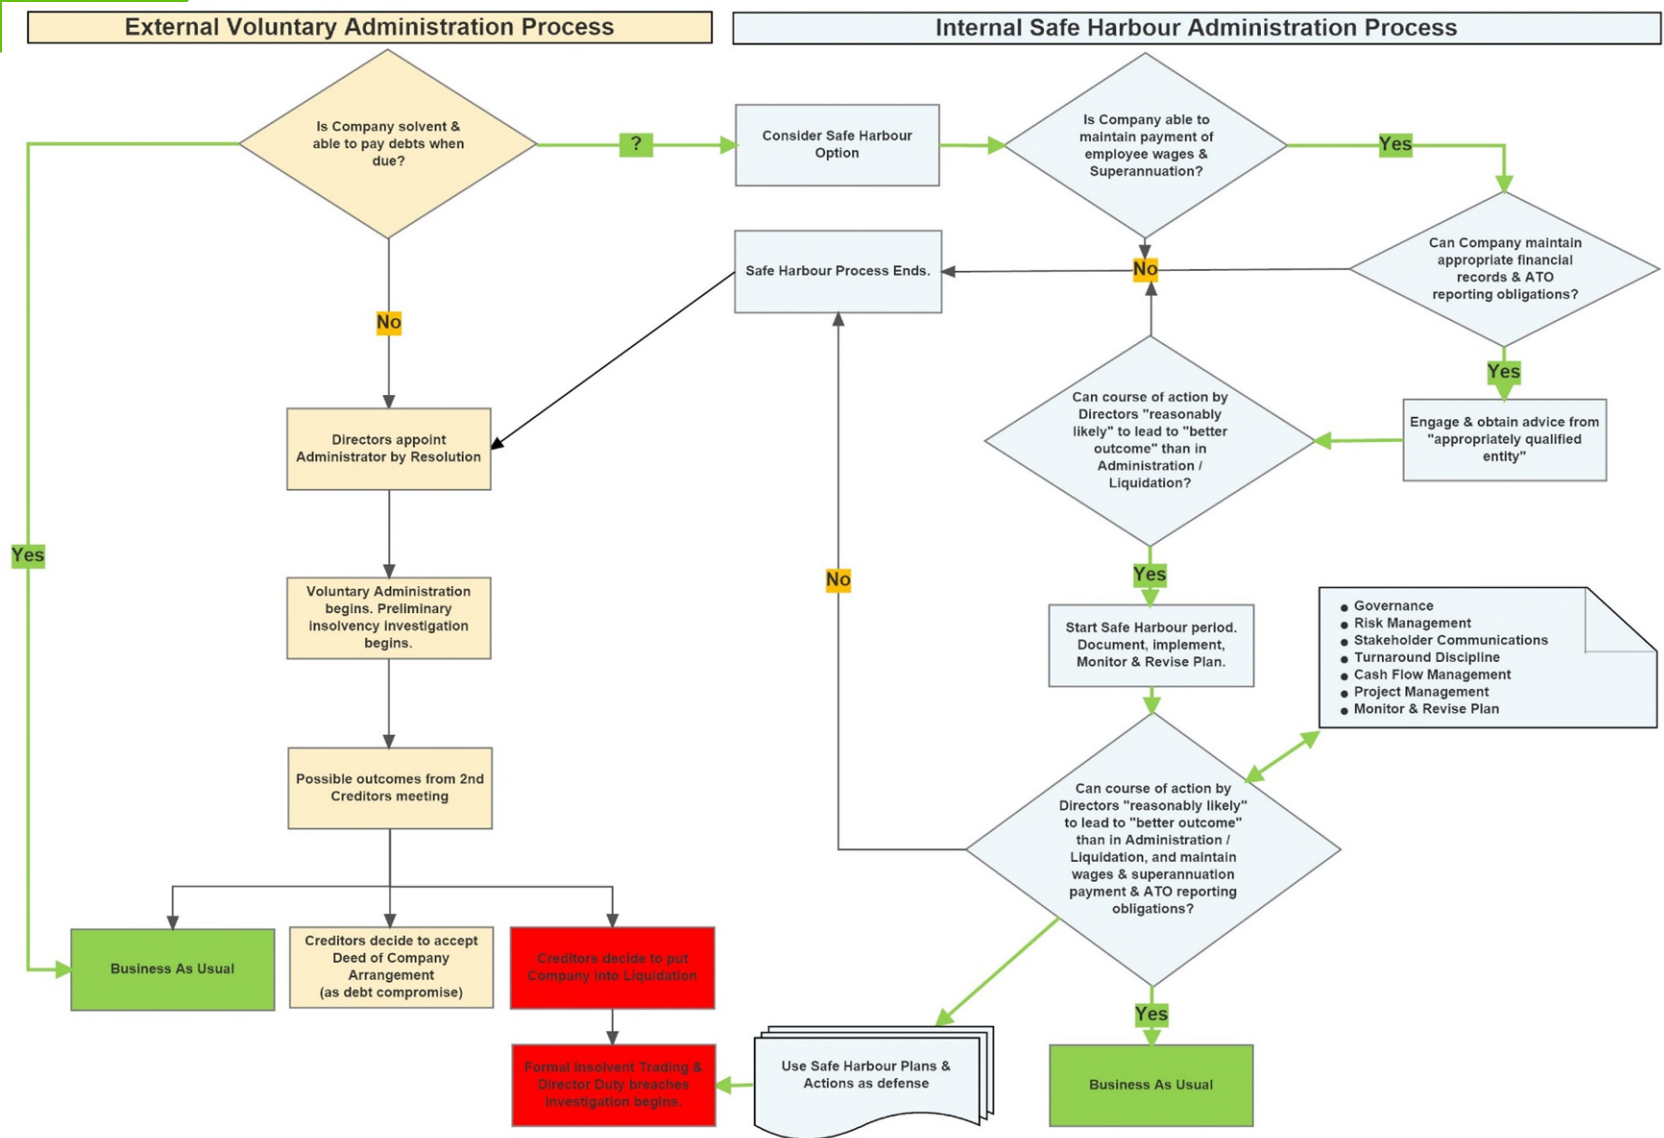 External Voluntary Administration Process
Internal Safe Harbour Administration Process
Is Company solvent &
able to pay debts when
due?
?
Consider Safe Harbour
Option
Is Company able to
maintain payment of
employee wages &
Superannuation?
Yes
Can Company maintain
appropriate financial
records & ATO
reporting obligations?
No
Safe Harbour Process Ends.
No
Yes
Directors appoint
Administrator by Resolution
Can course of action by
Directors "reasonably
likely" to lead to "better
outcome" than in
Administration /
Liquidation?
Engage & obtain advice from
"appropriately qualified
entity"
Yes
No
Yes
Voluntary Administration
begins. Preliminary
insolvency investigation
begins.
Start Safe Harbour period.
Document, implement,
Monitor & Revise Plan.
● Governance
● Risk Management
● Stakeholder Communications
● Turnaround Discipline
● Cash Flow Management
● Project Management
● Monitor & Revise Plan
Possible outcomes from 2nd
Creditors meeting
Can course of action by
Directors "reasonably likely"
to lead to "better outcome"
than in Administration /
Liquidation, and maintain
wages & superannuation
payment & ATO reporting
obligations?
Business As Usual
Creditors decide to accept
Deed of Company
Arrangement
(as debt compromise)
Creditors decide to put
Company into Liquidation
Yes
Formal Insolvent Trading &
Director Duty breaches
investigation begins.
Use Safe Harbour Plans &
Actions as defense
Business As Usual